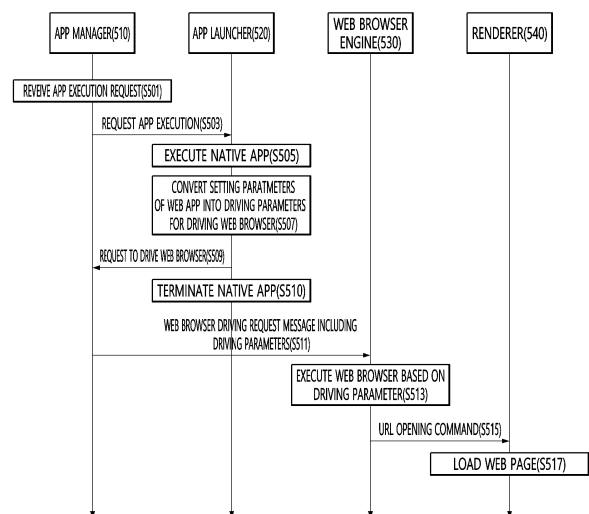 APP MANAGER(510)
APP LAUNCHER(520)
WEB BROWSER
ENGINE(530)
RENDERER(540)
REVEIVE APP EXECUTION REQUEST(S501)
REQUEST APP EXECUTION(S503)
EXECUTE NATIVE APP(S505)
CONVERT SETTING PARATMETERS
OF WEB APP INTO DRIVING PARAMETERS
FOR DRIVING WEB BROWSER(S507)
REQUEST TO DRIVE WEB BROWSER(S509)
TERMINATE NATIVE APP(S510)
WEB BROWSER DRIVING REQUEST MESSAGE INCLUDING
DRIVING PARAMETERS(S511)
EXECUTE WEB BROWSER BASED ON
DRIVING PARAMETER(S513)
URL OPENING COMMAND(S515)
LOAD WEB PAGE(S517)